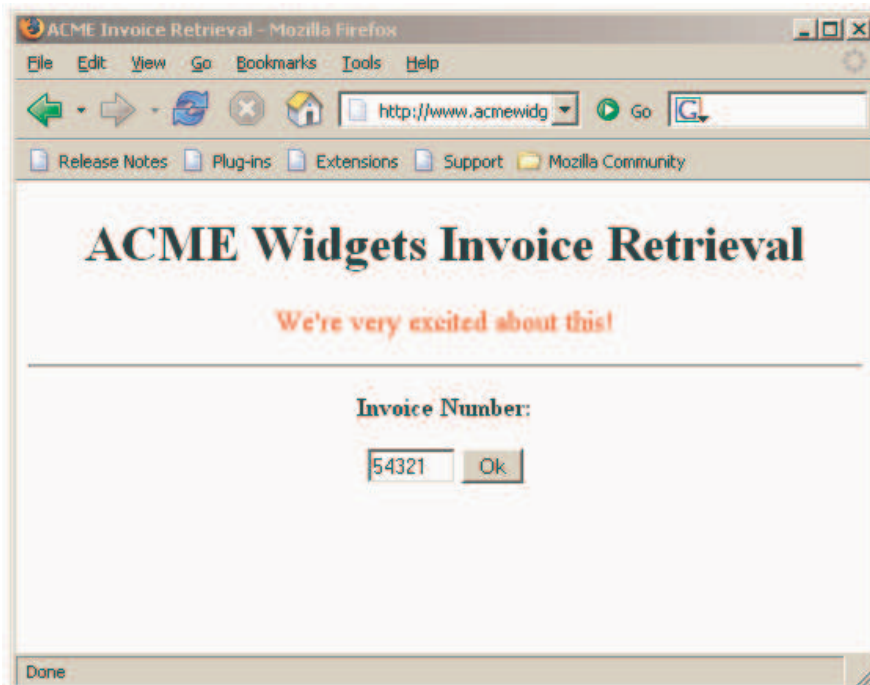 ACME Invoice Retrieval - Mozilla Firefox
File Edit View Go Bookmarks Tools Help
http://www.acmewidg Go G
Release Notes Plug-ins Extensions Support Mozilla Community
ACME Widgets Invoice Retrieval
We're very excited about this!
Invoice Number:
54321 Ok
Done